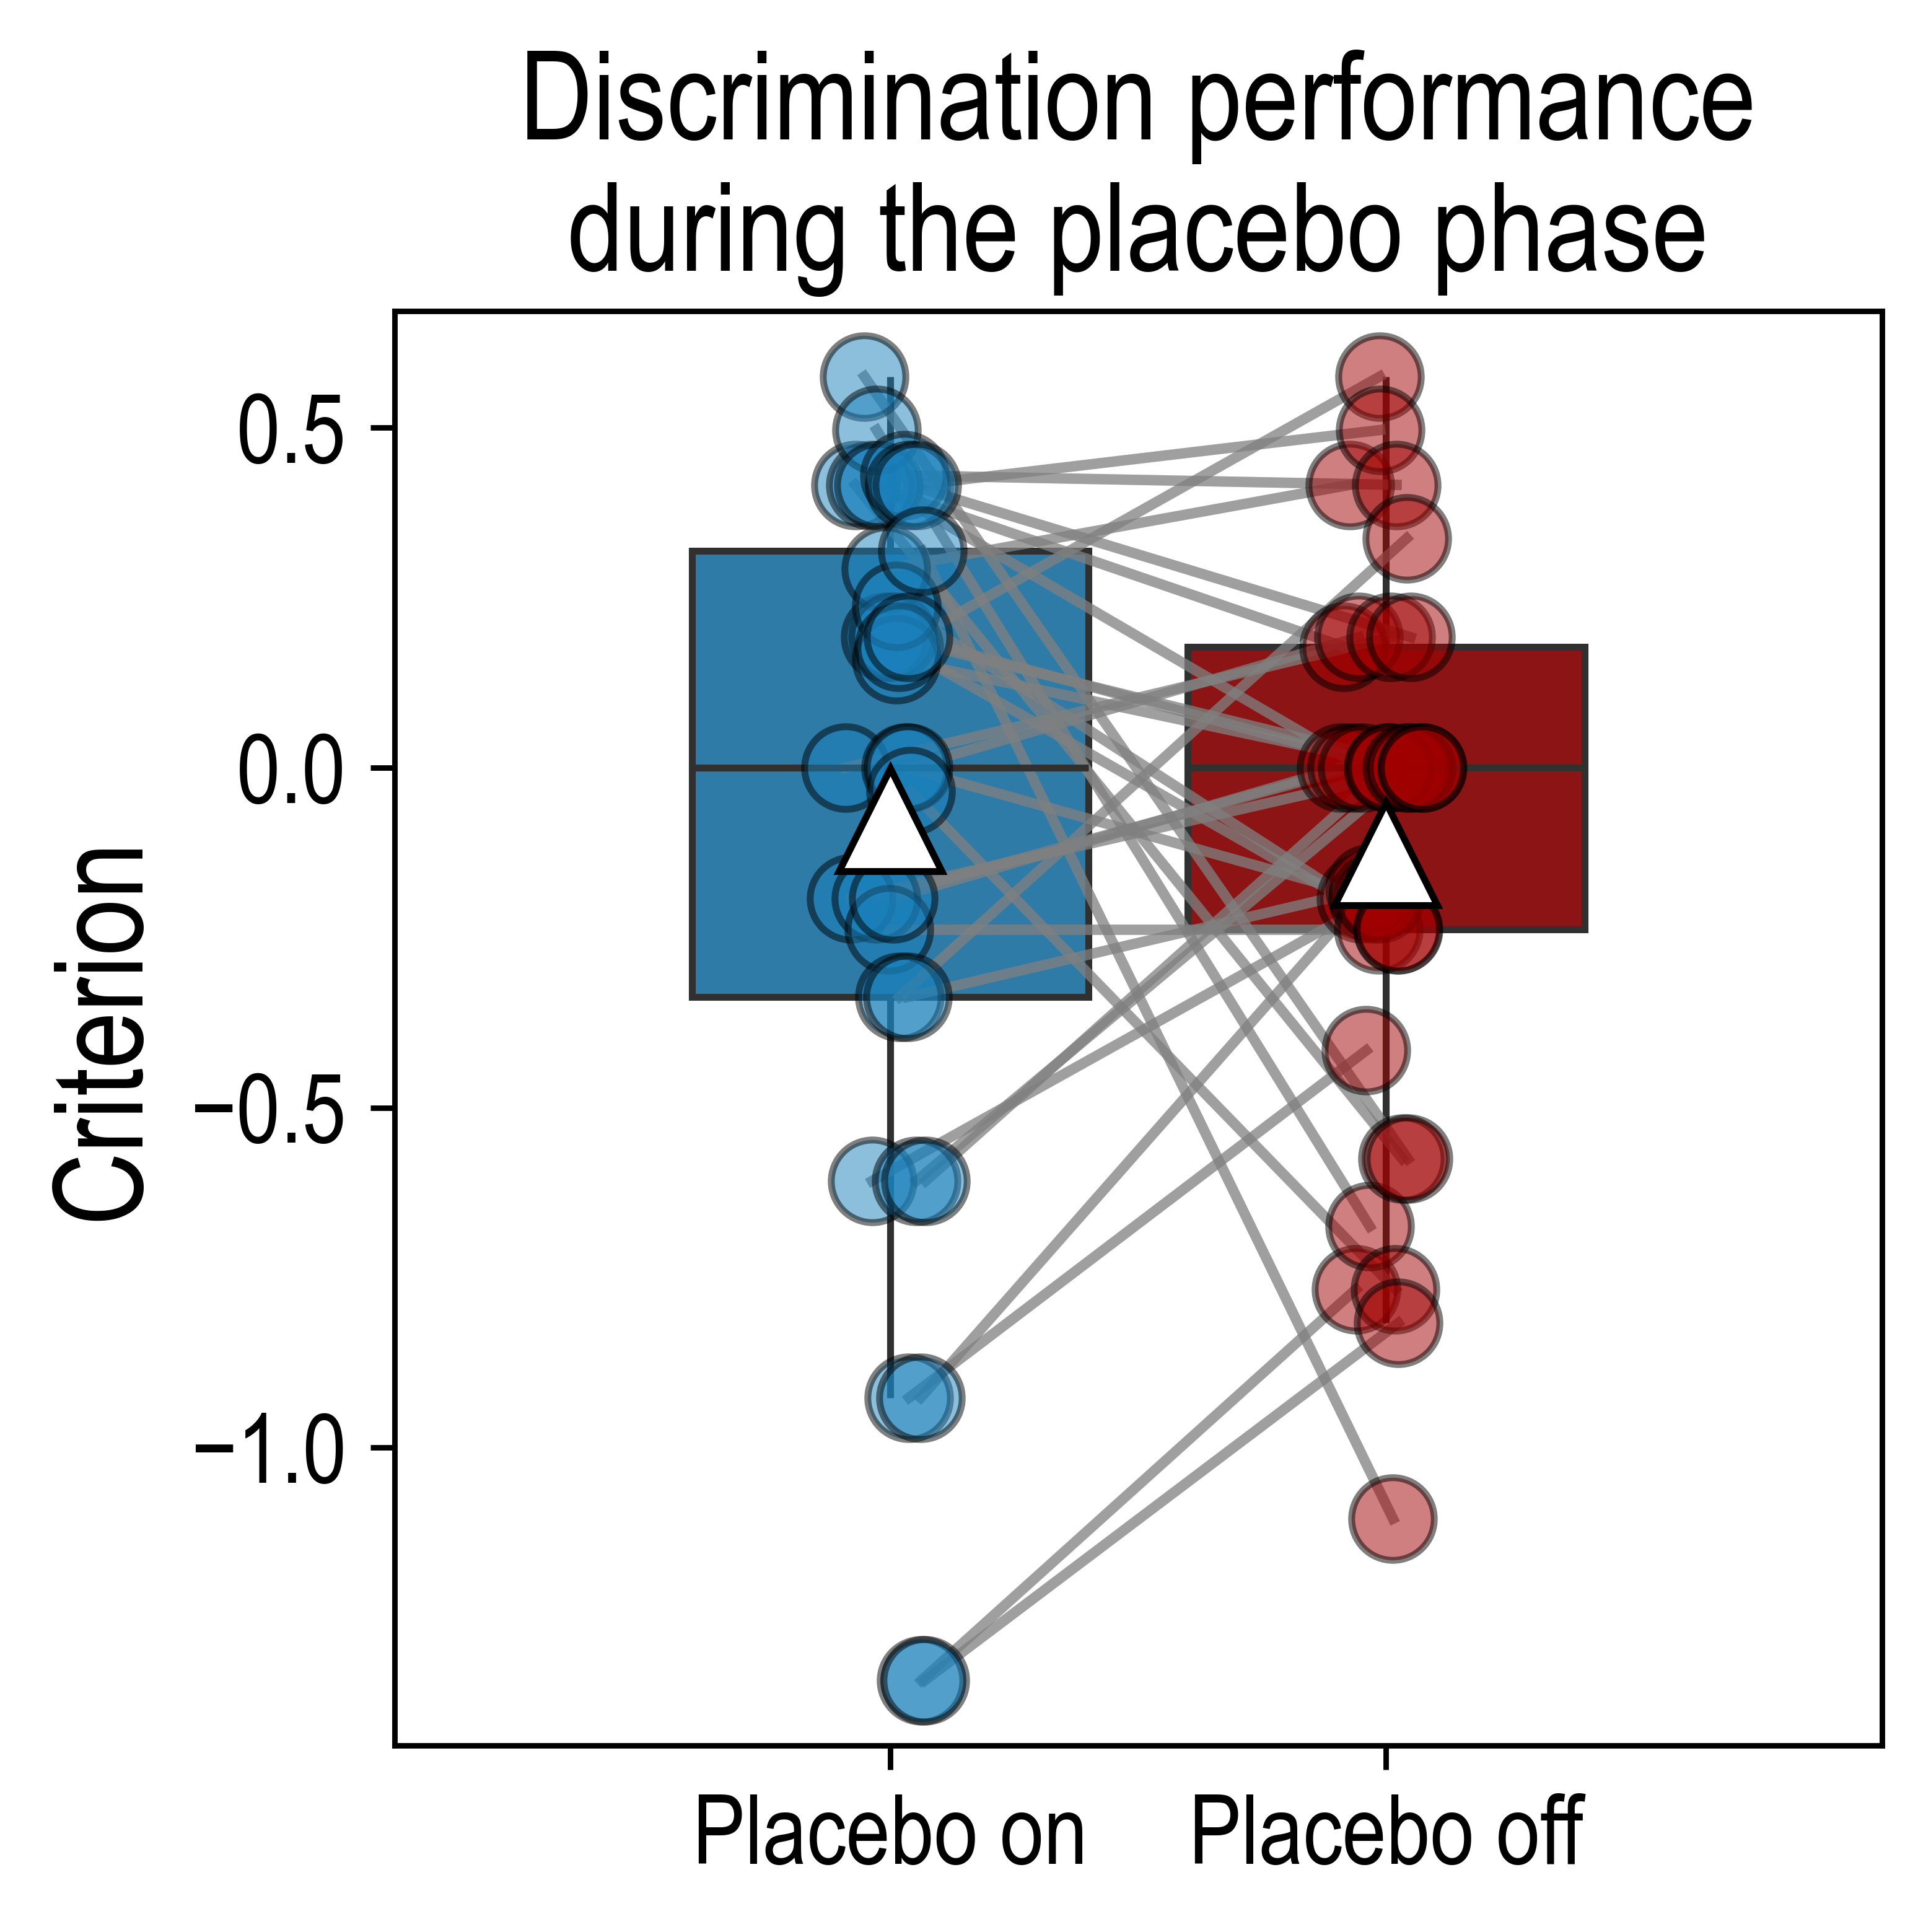 Discrimination performance
during the placebo phase
Criterion
0.5
0.0
−0.5
−1.0
Placebo on
Placebo off